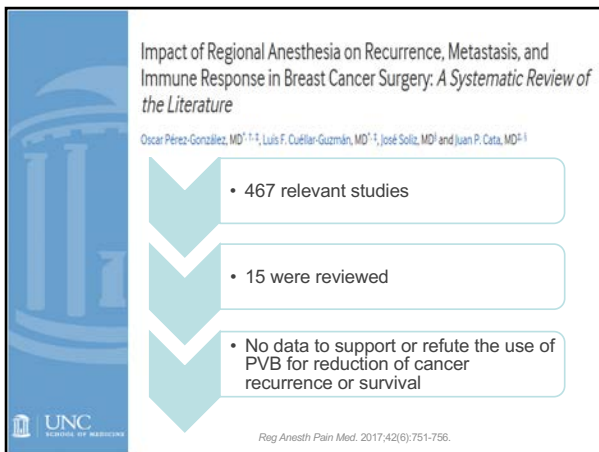 Impact of Regional Anesthesia on Recurrence, Metastasis, and
Immune Response in Breast Cancer Surgery: A Systematic Review of
the Literature
Oscar Pérez-González, MD*,†,‡, Luis F. Cuéllar-Guzmán, MD*,‡, José Soliz, MD§ and Juan P. Cata, MD‡,§
• 467 relevant studies
• 15 were reviewed
• No data to support or refute the use of
PVB for reduction of cancer
recurrence or survival
UNC
SCHOOL OF MEDICINE
Reg Anesth Pain Med. 2017;42(6):751-756.